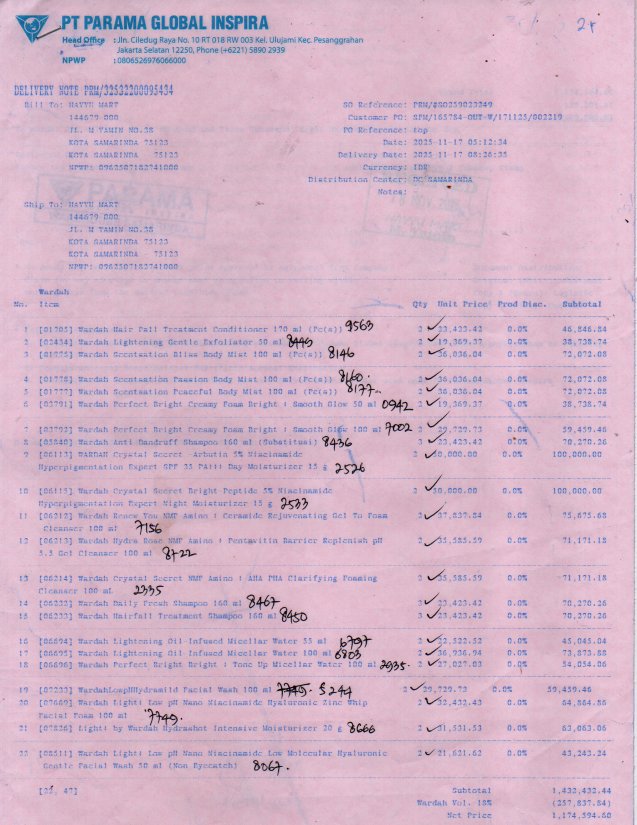 PT PARAMA GLOBAL INSPIRA
Head Office : Jln. Ciledug Raya No. 10 RT 018 RW 003 Kel. Ulujami Kec. Pesanggrahan
Jakarta Selatan 12250, Phone (+6221) 5890 2939
NPWP : 0806526976066000
DELIVERY NOTE PRM/32532200095434
Bill To: HAYYU MART
144679 000
JL. M YAMIN NO.38
KOTA SAMARINDA 75123
KOTA SAMARINDA 75123
NPWP: 0962507182741000
SO Reference: PRM/SSO259023249
Customer PO: SPM/165784-OUT-W/171125/002219
PO Reference: top
Date: 2025-11-17 05:12:34
Delivery Date: 2025-11-17 08:26:35
Currency: IDR
Distribution Center: DC SAMARINDA
Notes:
PARAMA
Ship To: HAYYU MART
144679 000
JL. M YAMIN NO.38
KOTA SAMARINDA 75123
KOTA SAMARINDA 75123
NPWP: 0962507182741000
Wardah
No. Item Qty Unit Price Prod Disc. Subtotal
1 [01705] Wardah Hair Fall Treatment Conditioner 170 ml (Pc(s)) 9563 2 23,423.42 0.0% 46,846.84
2 [02434] Wardah Lightening Gentle Exfoliator 50 ml 8445 2 19,369.37 0.0% 38,738.74
3 [01775] Wardah Scentsation Bliss Body Mist 100 ml (Pc(s)) 8146 2 36,036.04 0.0% 72,072.08
4 [01778] Wardah Scentsation Passion Body Mist 100 ml (Pc(s)) 8160. 2 36,036.04 0.0% 72,072.08
5 [01777] Wardah Scentsation Peaceful Body Mist 100 ml (Pc(s)) 8177. 2 36,036.04 0.0% 72,072.08
6 [03791] Wardah Perfect Bright Creamy Foam Bright + Smooth Glow 50 ml 0942 2 19,369.37 0.0% 38,738.74
7 [03792] Wardah Perfect Bright Creamy Foam Bright + Smooth Glow 100 ml 7002 2 29,729.73 0.0% 59,459.46
8 [05840] Wardah Anti Dandruff Shampoo 160 ml (Substitusi) 8436 3 23,423.42 0.0% 70,270.26
9 [06113] WARDAH Crystal Secret -Arbutin 5% Niacinamide 2 50,000.00 0.0% 100,000.00
Hyperpigmentation Expert SPF 35 PA+++ Day Moisturizer 15 g 2526
10 [06115] Wardah Crystal Secret Bright-Peptide 5% Niacinamide 2 50,000.00 0.0% 100,000.00
Hyperpigmentation Expert Night Moisturizer 15 g 2533
11 [06212] Wardah Renew You NMF Amino + Ceramide Rejuvenating Gel To Foam 2 37,837.84 0.0% 75,675.68
Cleanser 100 ml 7156
12 [06213] Wardah Hydra Rose NMF Amino + Pentavitin Barrier Replenish pH 2 35,585.59 0.0% 71,171.18
5.5 Gel Cleanser 100 ml 8722
13 [06214] Wardah Crystal Secret NMF Amino + AHA PHA Clarifying Foaming 2 35,585.59 0.0% 71,171.18
Cleanser 100 ml 2335
14 [06232] Wardah Daily Fresh Shampoo 160 ml 8467 3 23,423.42 0.0% 70,270.26
15 [06233] Wardah Hairfall Treatment Shampoo 160 ml 8450 3 23,423.42 0.0% 70,270.26
16 [06694] Wardah Lightening Oil-Infused Micellar Water 55 ml 6797 2 22,522.52 0.0% 45,045.04
17 [06695] Wardah Lightening Oil-Infused Micellar Water 100 ml 6803 2 36,936.94 0.0% 73,873.88
18 [06696] Wardah Perfect Bright Bright + Tone Up Micellar Water 100 ml 2935. 2 27,027.03 0.0% 54,054.06
19 [07233] WardahLowpHHydramild Facial Wash 100 ml 7749. 5244 2 29,729.73 0.0% 59,459.46
20 [07669] Wardah Light+ Low pH Nano Niacinamide Hyaluronic Zinc Whip 2 32,432.43 0.0% 64,864.86
Facial Foam 100 ml 7749.
21 [07826] Light+ by Wardah Hydrashot Intensive Moisturizer 20 g 8666 2 31,531.53 0.0% 63,063.06
22 [08511] Wardah Light+ Low pH Nano Niacinamide Low Molecular Hyaluronic 2 21,621.62 0.0% 43,243.24
Gentle Facial Wash 50 ml (Non Eyecatch) 8067.
[22, 47]
Subtotal 1,432,432.44
Wardah Vol. 18% (257,837.84)
Net Price 1,174,594.60